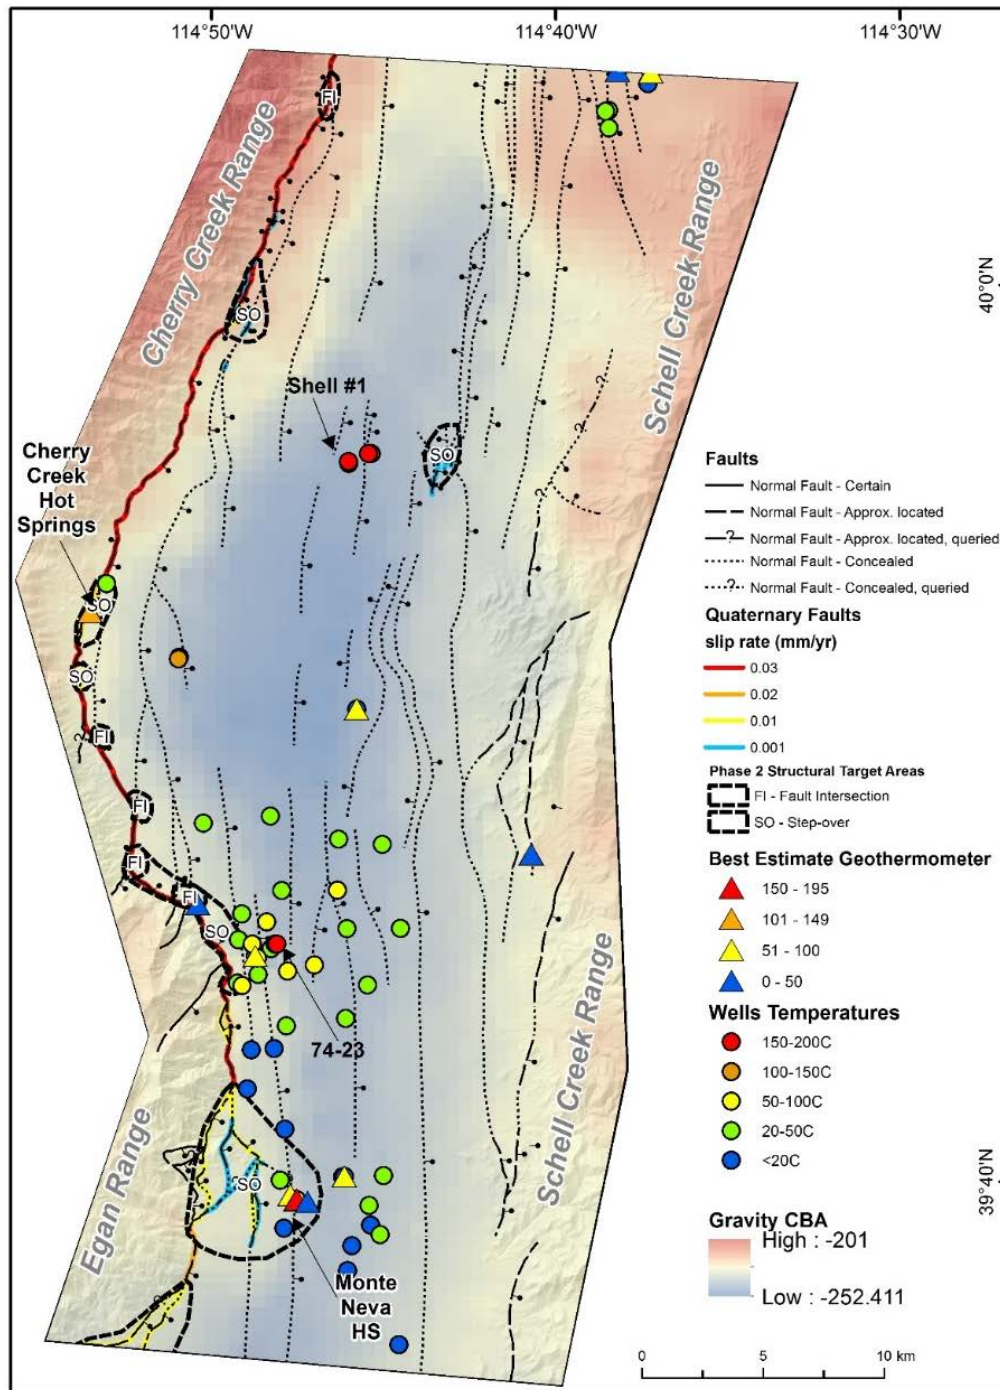 114°50'W
114°40'W
114°30'W
FI
Cherry Creek Range
Schell Creek Range
40°0'N
SO
Shell #1
SO
Cherry
Creek
Hot
Springs
SO
SO
FI
FI
FI
FI
SO
74-23
Schell Creek Range
Egan Range
SO
39°40'N
Monte
Neva
HS
?
?
?
?
?
?
Faults
Normal Fault - Certain
Normal Fault - Approx. located
? Normal Fault - Approx. located, queried
Normal Fault - Concealed
? Normal Fault - Concealed, queried
Quaternary Faults
slip rate (mm/yr)
0.03
0.02
0.01
0.001
Phase 2 Structural Target Areas
FI - Fault Intersection
SO - Step-over
Best Estimate Geothermometer
150 - 195
101 - 149
51 - 100
0 - 50
Wells Temperatures
150-200C
100-150C
50-100C
20-50C
<20C
Gravity CBA
High : -201
Low : -252.411
0 5 10 km